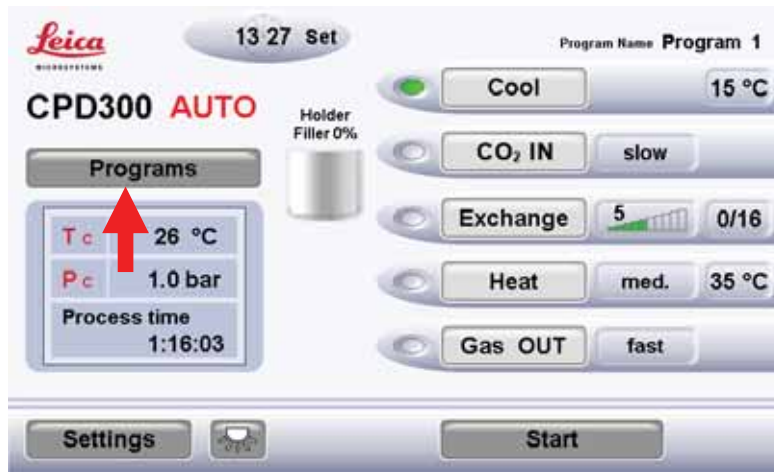 Leica
MICROSYSTEMS
13 27 Set
Program Name Program 1
CPD300 AUTO
Holder
Filler 0%
Programs
Tc 26 °C
Pc 1.0 bar
Process time
1:16:03
Cool 15 °C
CO₂ IN slow
Exchange 5 0/16
Heat med. 35 °C
Gas OUT fast
Settings
Start